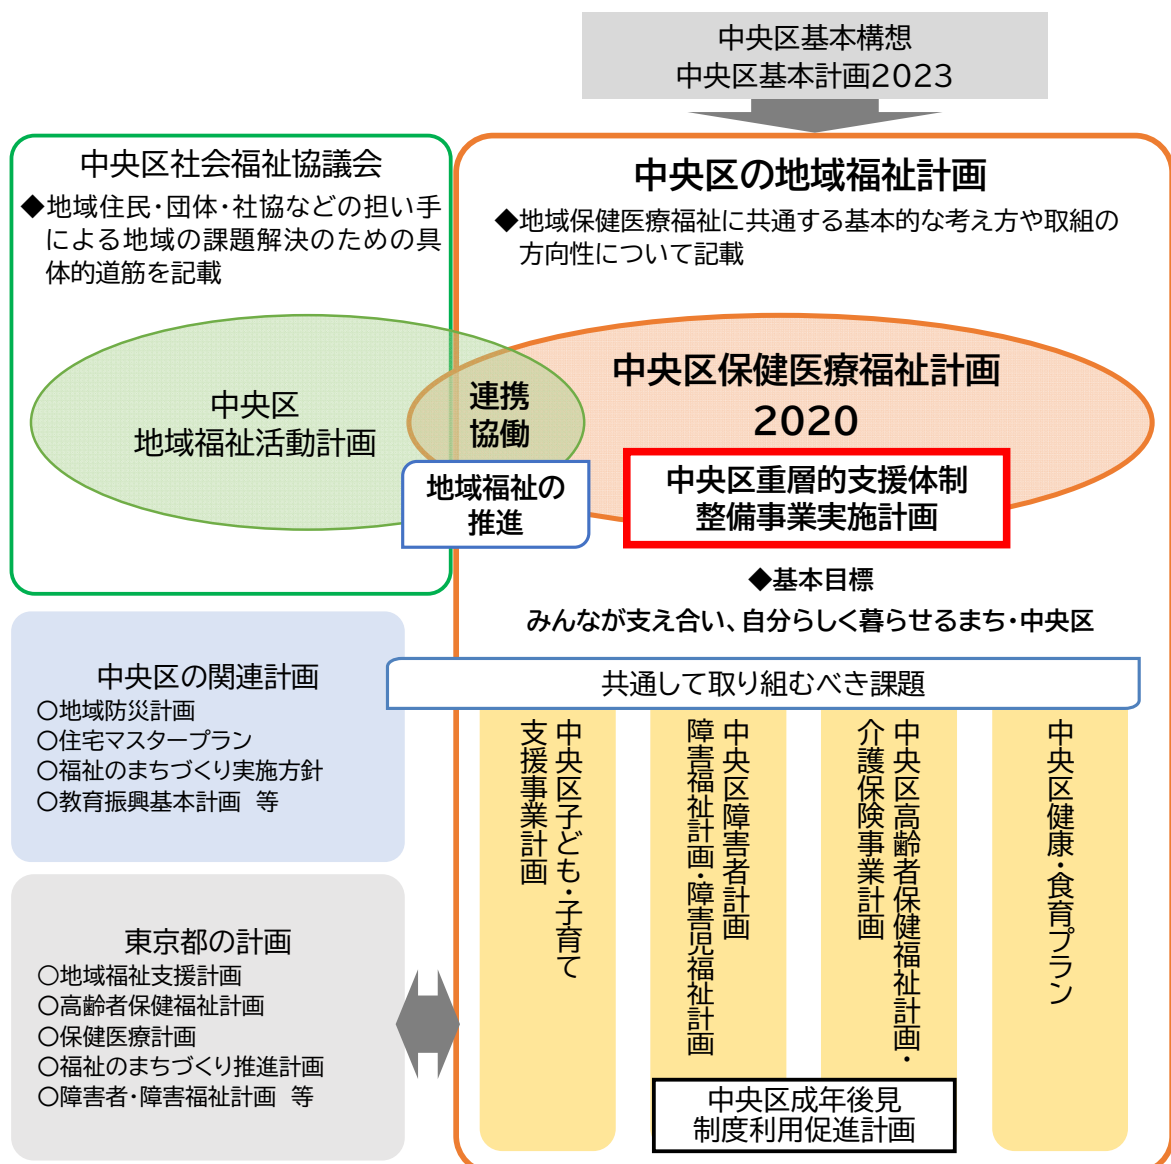 中央区基本構想
中央区基本計画2023
中央区社会福祉協議会
◆地域住民・団体・社協などの担い手
による地域の課題解決のための具
体的道筋を記載
中央区の地域福祉計画
◆地域保健医療福祉に共通する基本的な考え方や取組の
方向性について記載
中央区
地域福祉活動計画
連携
協働
中央区保健医療福祉計画
2020
地域福祉の
推進
中央区重層的支援体制
整備事業実施計画
◆基本目標
みんなが支え合い、自分らしく暮らせるまち・中央区
中央区の関連計画
○地域防災計画
○住宅マスタープラン
○福祉のまちづくり実施方針
○教育振興基本計画 等
共通して取り組むべき課題
中央区子ども・子育て
支援事業計画
中央区障害者計画
障害福祉計画・障害児福祉計画
中央区高齢者保健福祉計画・
介護保険事業計画
中央区健康・食育プラン
東京都の計画
○地域福祉支援計画
○高齢者保健福祉計画
○保健医療計画
○福祉のまちづくり推進計画
○障害者・障害福祉計画 等
中央区成年後見
制度利用促進計画